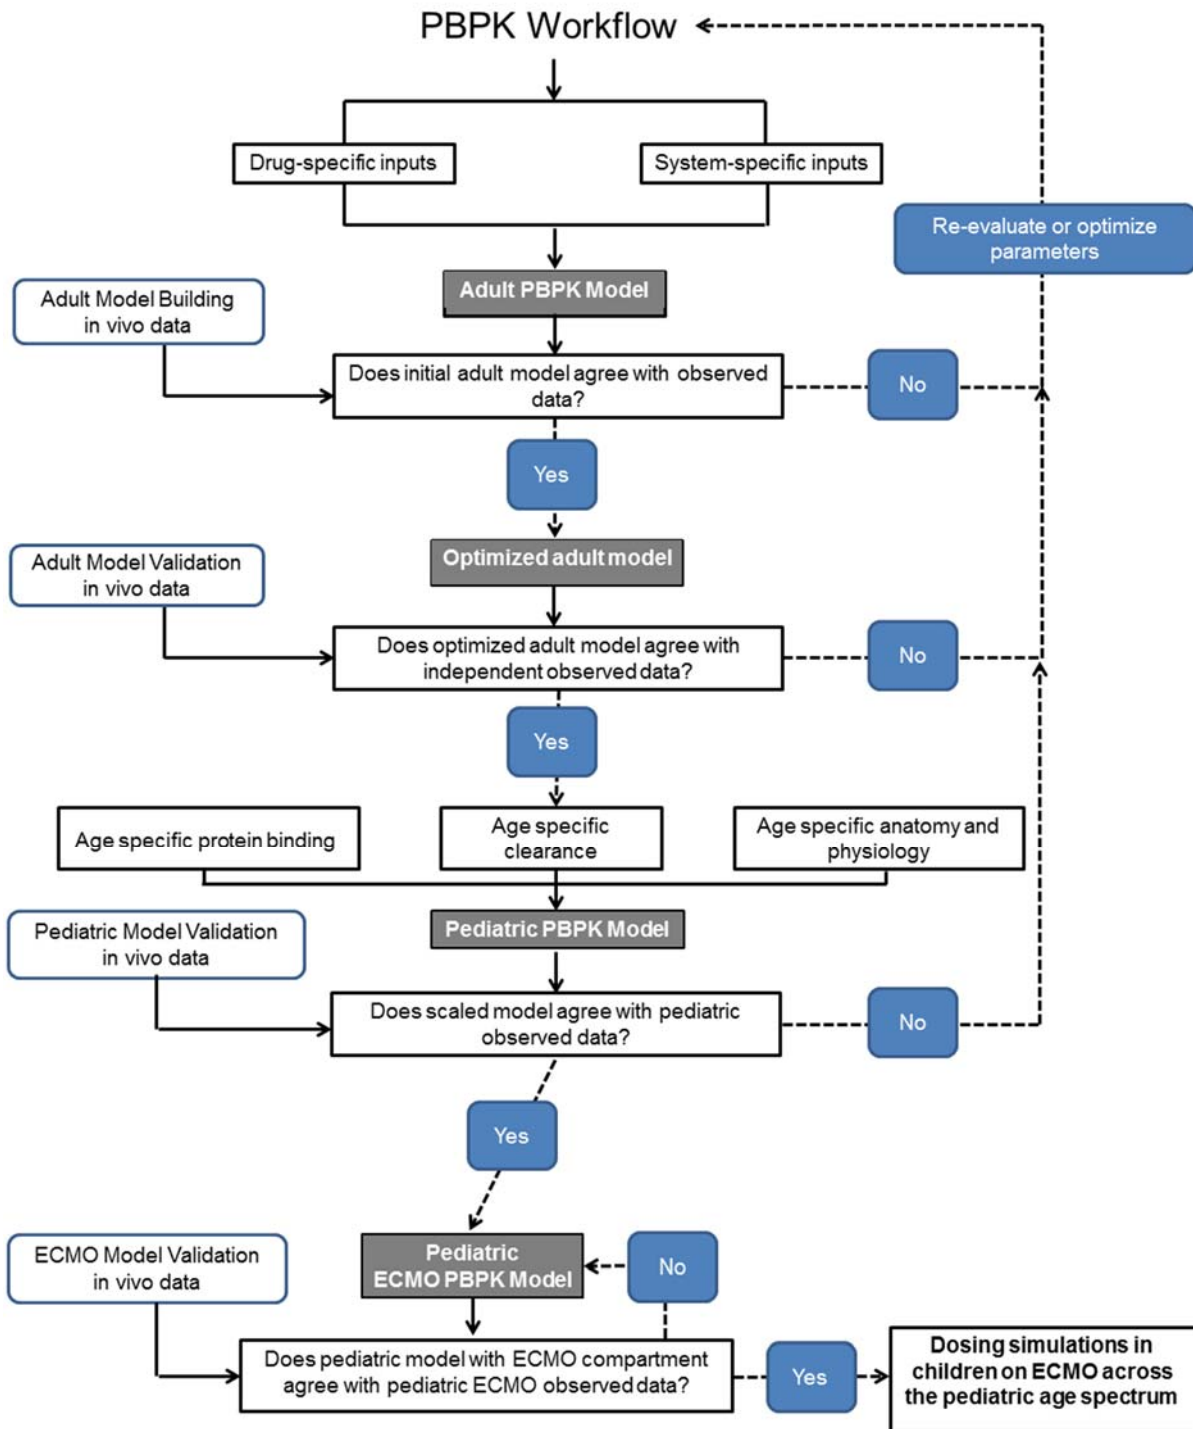 PBPK Workflow
Drug-specific inputs
System-specific inputs
Re-evaluate or optimize
parameters
Adult PBPK Model
Adult Model Building
in vivo data
Does initial adult model agree with observed
data?
No
Yes
Optimized adult model
Adult Model Validation
in vivo data
Does optimized adult model agree with
independent observed data?
No
Yes
Age specific protein binding
Age specific
clearance
Age specific anatomy and
physiology
Pediatric PBPK Model
Pediatric Model Validation
in vivo data
Does scaled model agree with pediatric
observed data?
No
Yes
Pediatric
ECMO PBPK Model
No
ECMO Model Validation
in vivo data
Does pediatric model with ECMO compartment
agree with pediatric ECMO observed data?
Yes
Dosing simulations in
children on ECMO across
the pediatric age spectrum